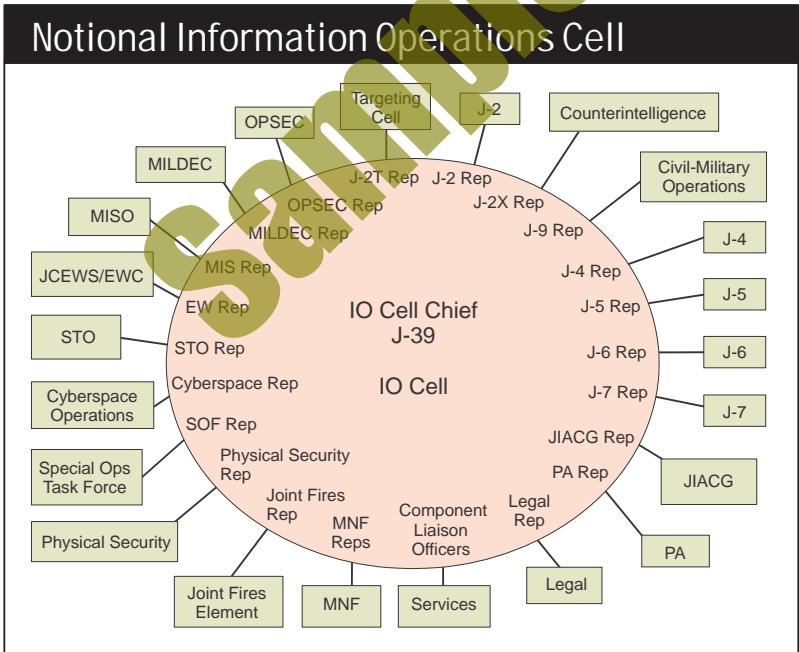 Notional Information Operations Cell
Targeting
Cell
J-2
Counterintelligence
OPSEC
MILDEC
Civil-Military
Operations
MISO
J-4
JCEWS/EWC
J-5
STO
J-6
Cyberspace
Operations
J-7
Special Ops
Task Force
JIACG
Physical Security
PA
Joint Fires
Element
MNF
Services
Legal
J-2T Rep
J-2 Rep
J-2X Rep
OPSEC Rep
J-9 Rep
MILDEC Rep
J-4 Rep
MIS Rep
J-5 Rep
EW Rep
IO Cell Chief
J-39
STO Rep
J-6 Rep
Cyberspace Rep
IO Cell
J-7 Rep
SOF Rep
JIACG Rep
Physical Security
Rep
PA Rep
Joint Fires
Rep
Legal
Rep
MNF
Reps
Component
Liaison
Officers